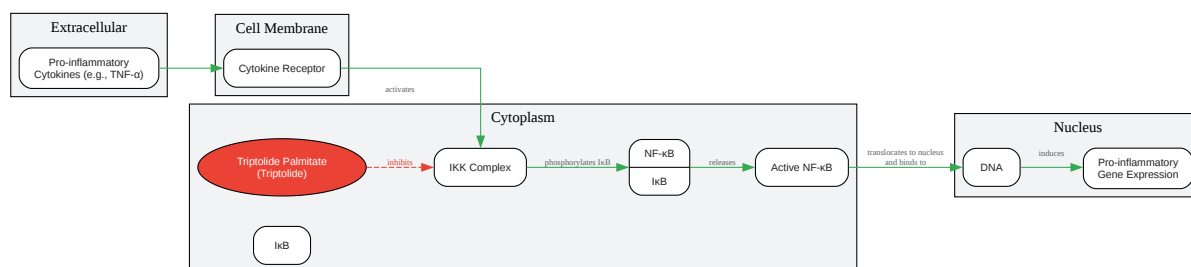 Extracellular
Pro-inflammatory
Cytokines (e.g., TNF-α)
Cell Membrane
Cytokine Receptor
activates
Cytoplasm
Triptolide Palmitate
(Triptolide)
inhibits
IKK Complex
phosphorylates IκB
NF-κB
IκB
releases
Active NF-κB
IκB
translocates to nucleus
and binds to
Nucleus
DNA
induces
Pro-inflammatory
Gene Expression